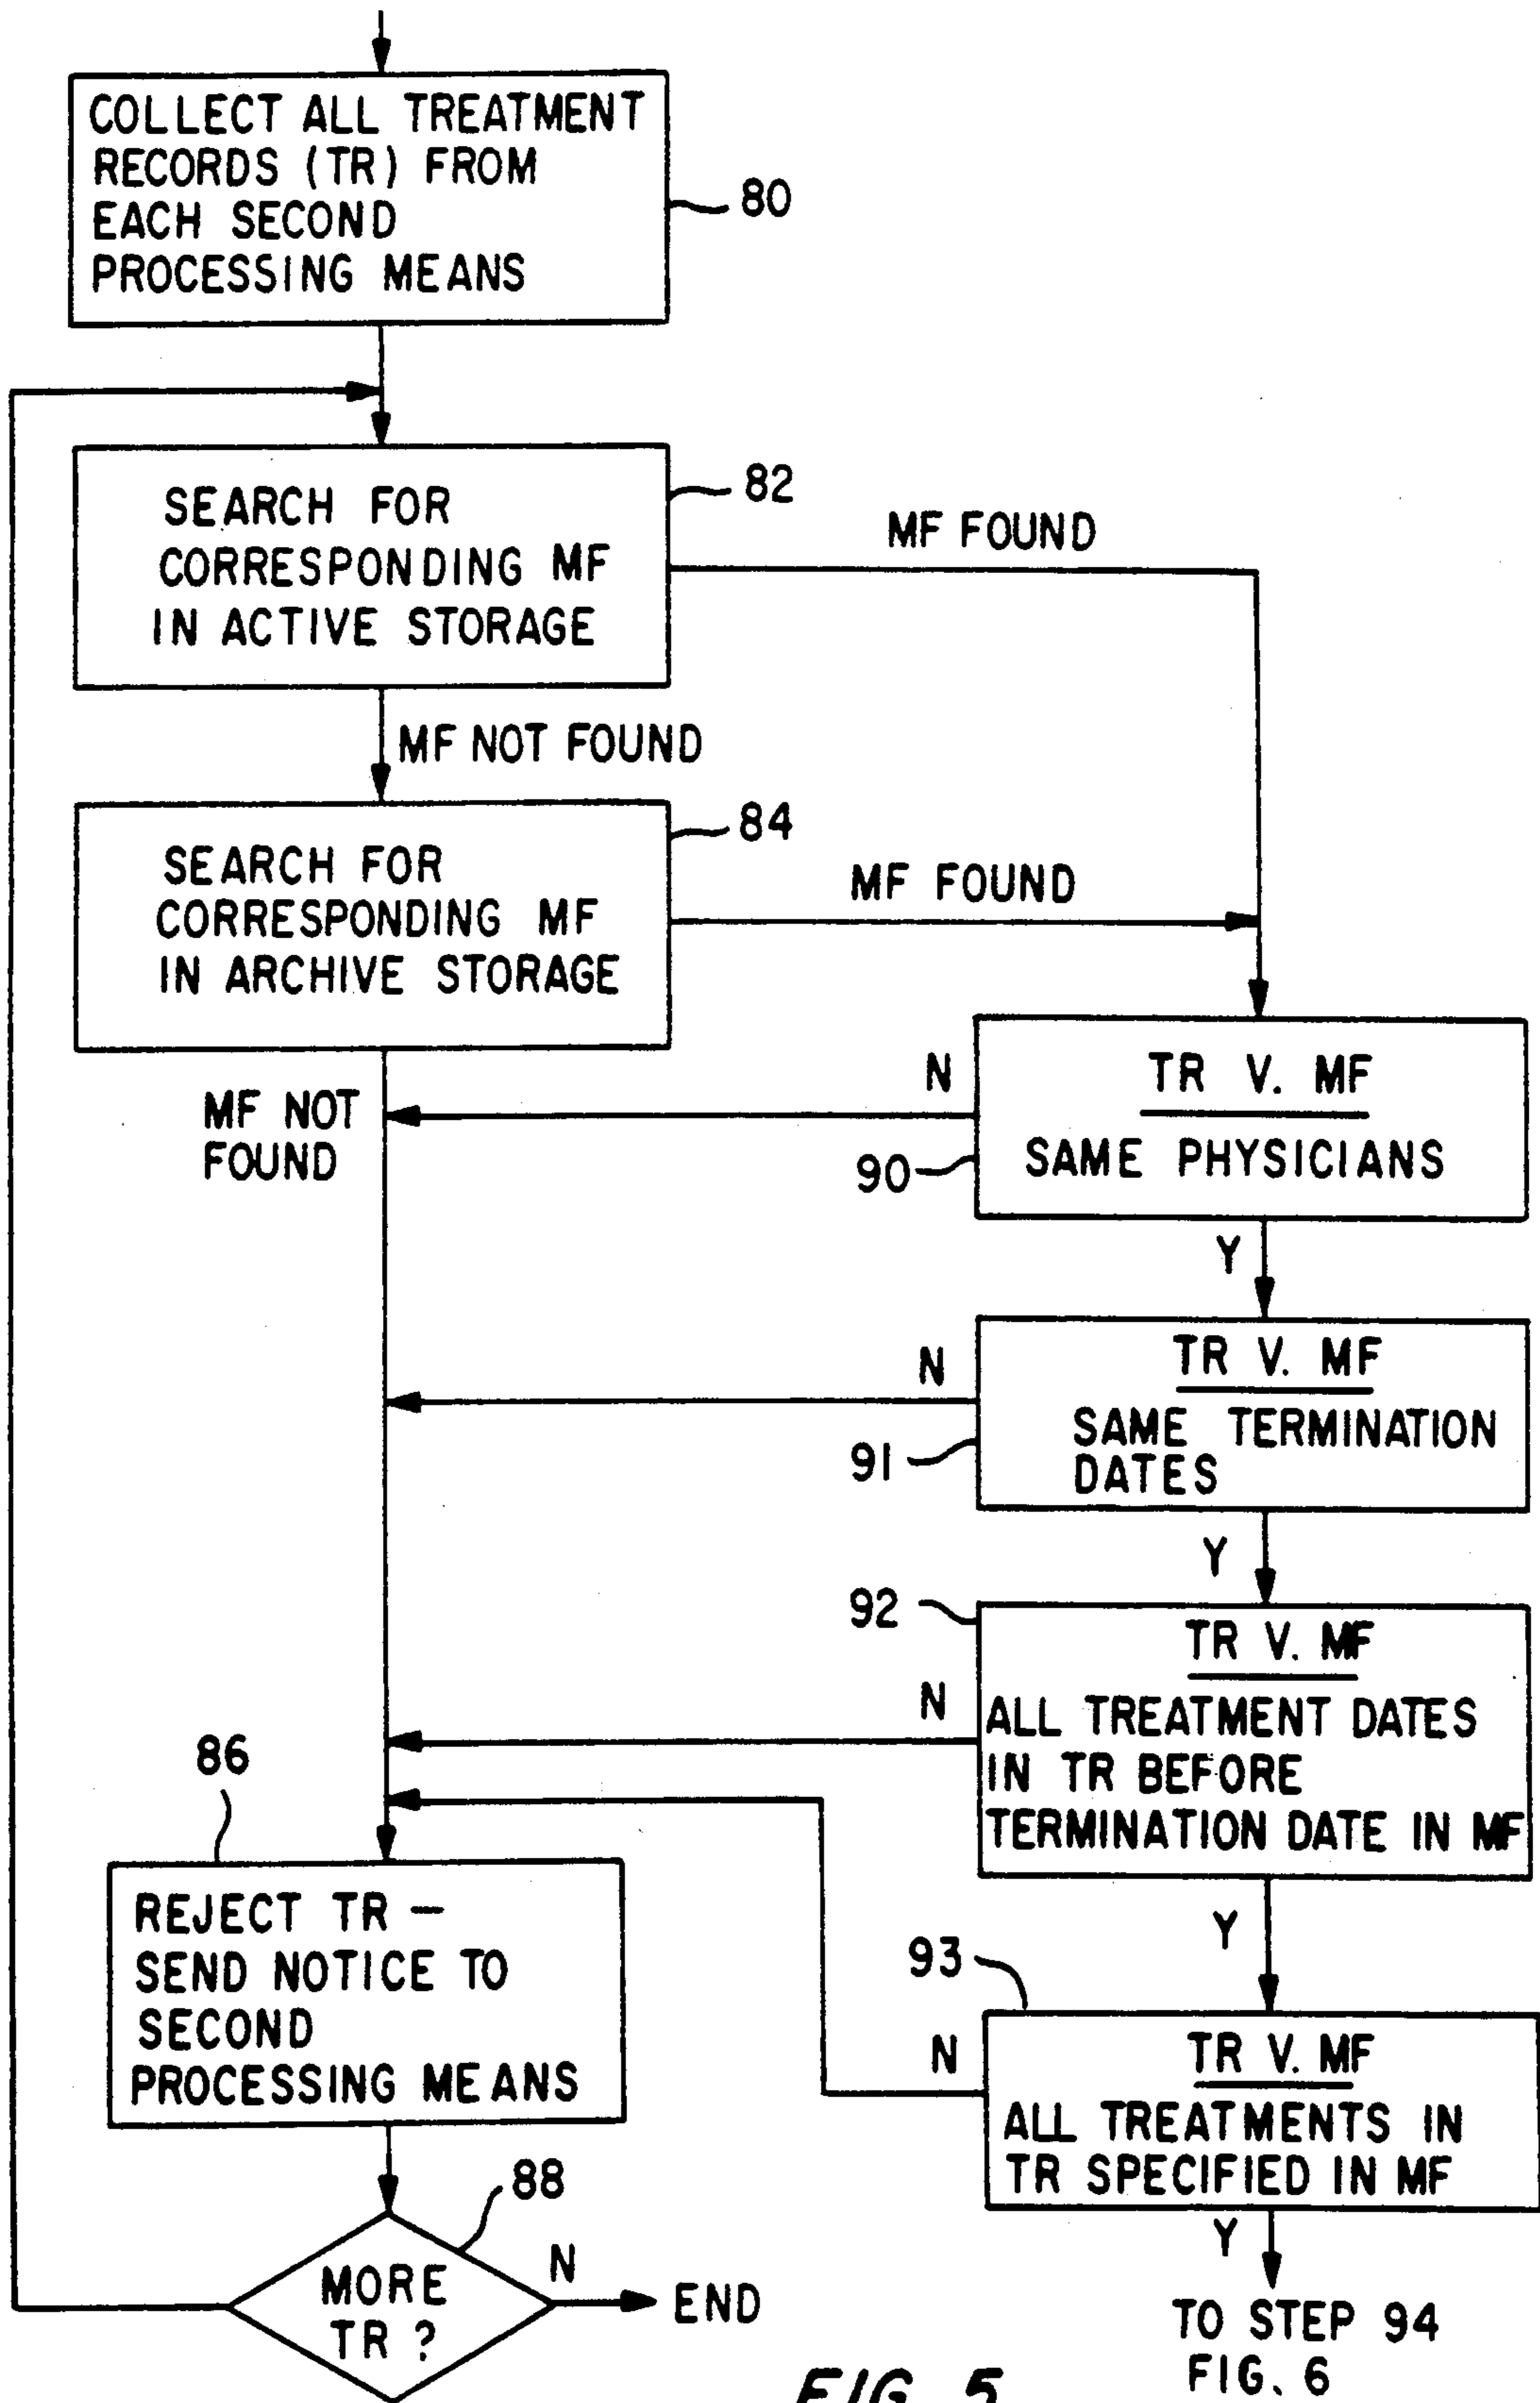 COLLECT ALL TREATMENT
RECORDS (TR) FROM
EACH SECOND
PROCESSING MEANS
80
SEARCH FOR
CORRESPONDING MF
IN ACTIVE STORAGE
82
MF FOUND
MF NOT FOUND
SEARCH FOR
CORRESPONDING MF
IN ARCHIVE STORAGE
84
MF FOUND
MF NOT
FOUND
N
TR V. MF
SAME PHYSICIANS
90
Y
N
TR V. MF
SAME TERMINATION
DATES
91
Y
92
TR V. MF
N
ALL TREATMENT DATES
IN TR BEFORE
TERMINATION DATE IN MF
86
REJECT TR –
SEND NOTICE TO
SECOND
PROCESSING MEANS
Y
93
N
TR V. MF
ALL TREATMENTS IN
TR SPECIFIED IN MF
88
MORE
TR ?
N
END
Y
TO STEP 94
FIG. 6
FIG. 5